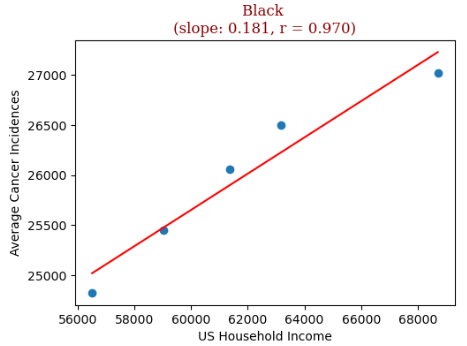 Black
(slope: 0.181, r = 0.970)
27000
26500
26000
25500
25000
Average Cancer Incidences
56000 58000 60000 62000 64000 66000 68000
US Household Income